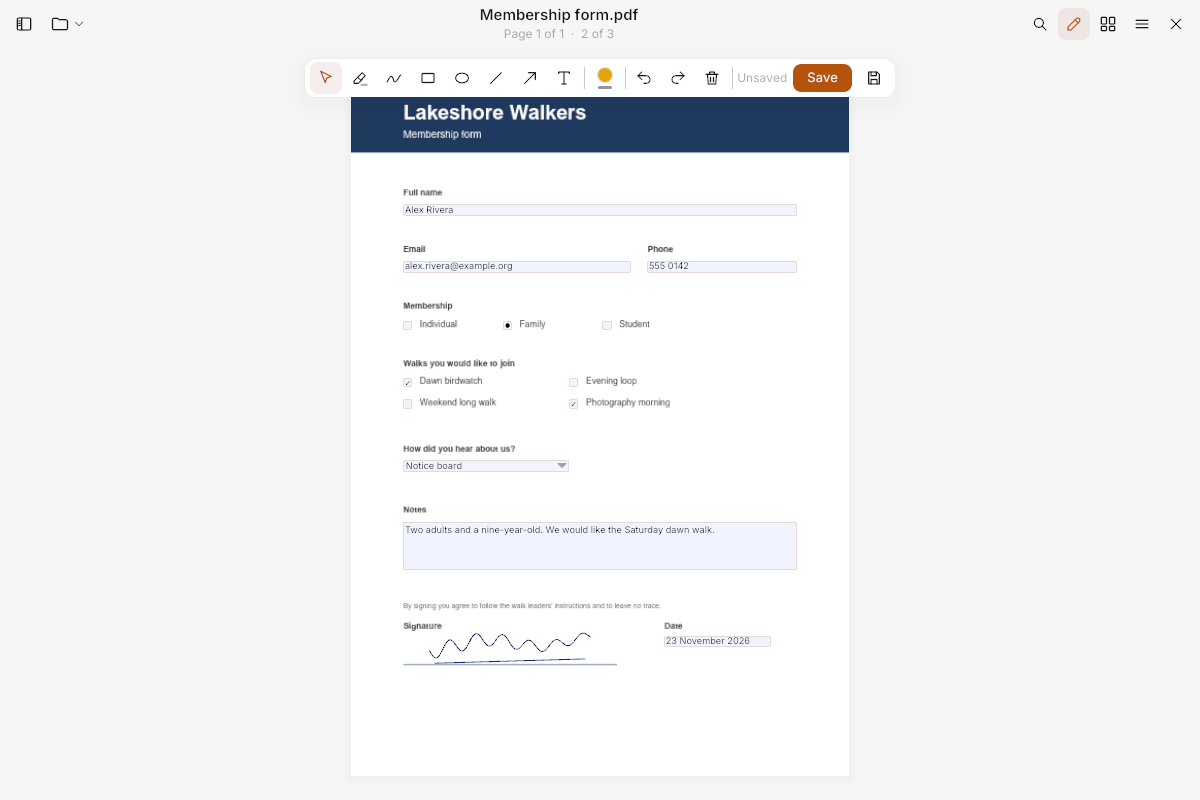 Membership form.pdf
Page 1 of 1 · 2 of 3
Unsaved
Save
Lakeshore Walkers
Membership form
Full name
Alex Rivera
Email
Phone
alex.rivera@example.org
555 0142
Membership
Individual
Family
Student
Walks you would like to join
Dawn birdwatch
Evening loop
Weekend long walk
Photography morning
How did you hear about us?
Notice board
Notes
Two adults and a nine-year-old. We would like the Saturday dawn walk.
By signing you agree to follow the walk leaders' instructions and to leave no trace.
Signature
Date
23 November 2026